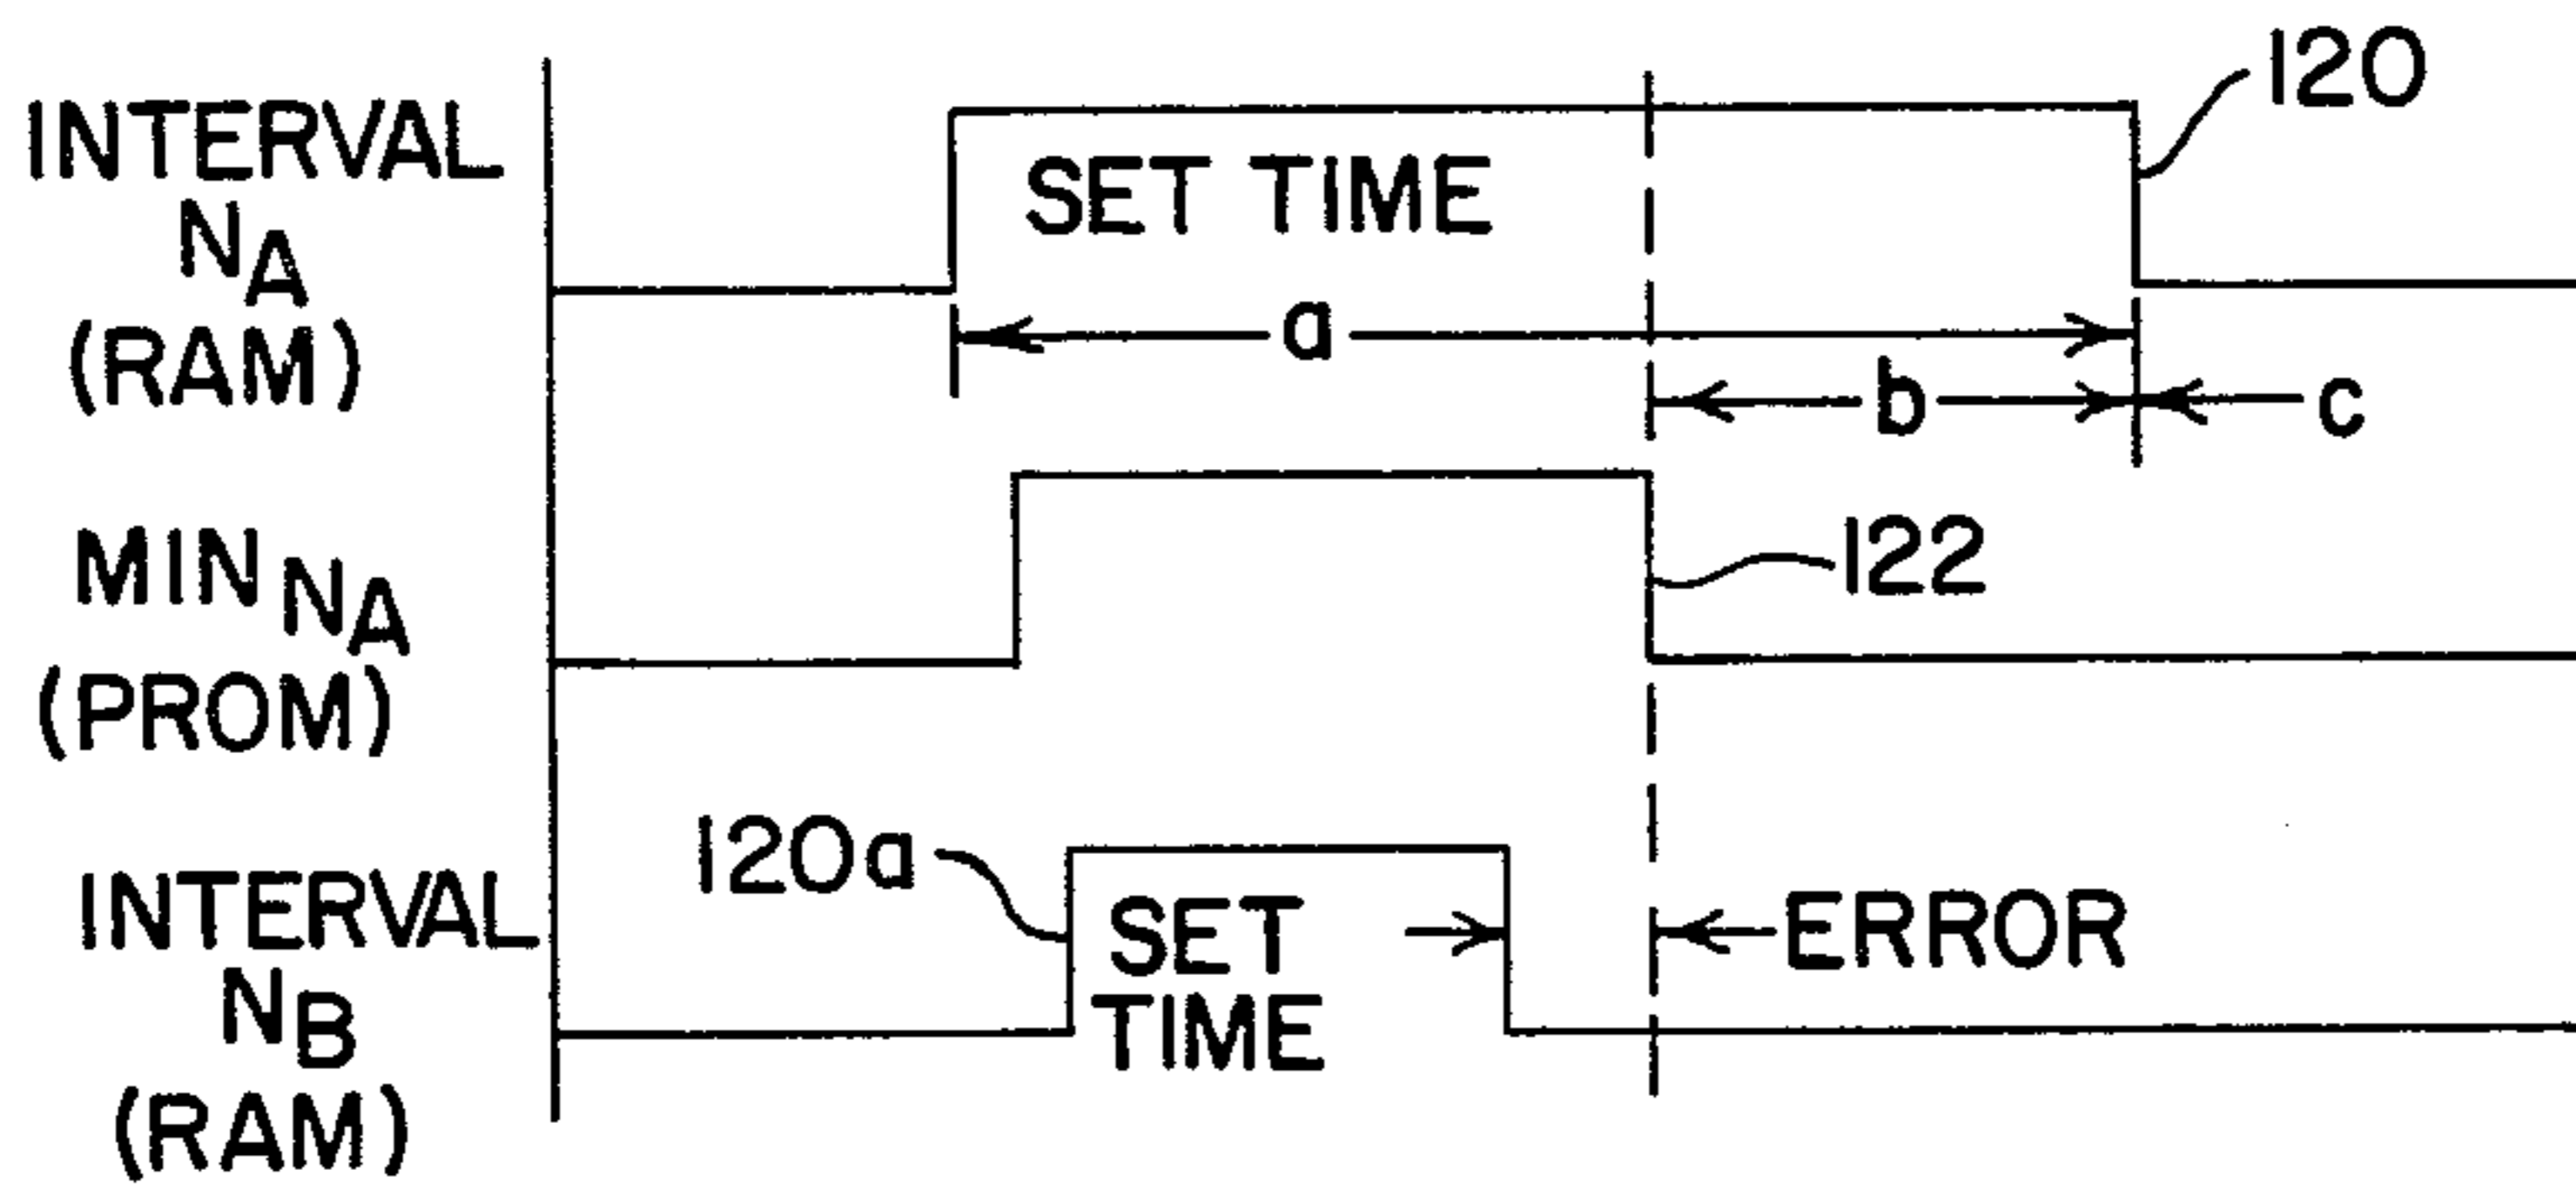 INTERVAL
NA
(RAM)
SET TIME
120
a
b
c
MIN NA
(PROM)
122
INTERVAL
NB
(RAM)
120a
SET
TIME
ERROR